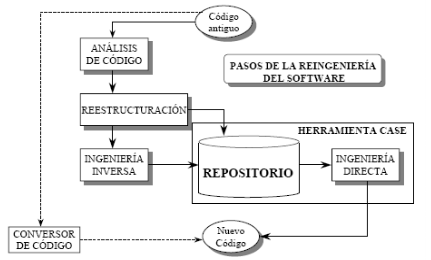 Código
antiguo
ANÁLISIS
DE CÓDIGO
PASOS DE LA REINGENIERÍA
DEL SOFTWARE
REESTRUCTURACIÓN
HERRAMIENTA CASE
INGENIERÍA
INVERSA
REPOSITORIO
INGENIERÍA
DIRECTA
CONVERSOR
DE CÓDIGO
Nuevo
Código